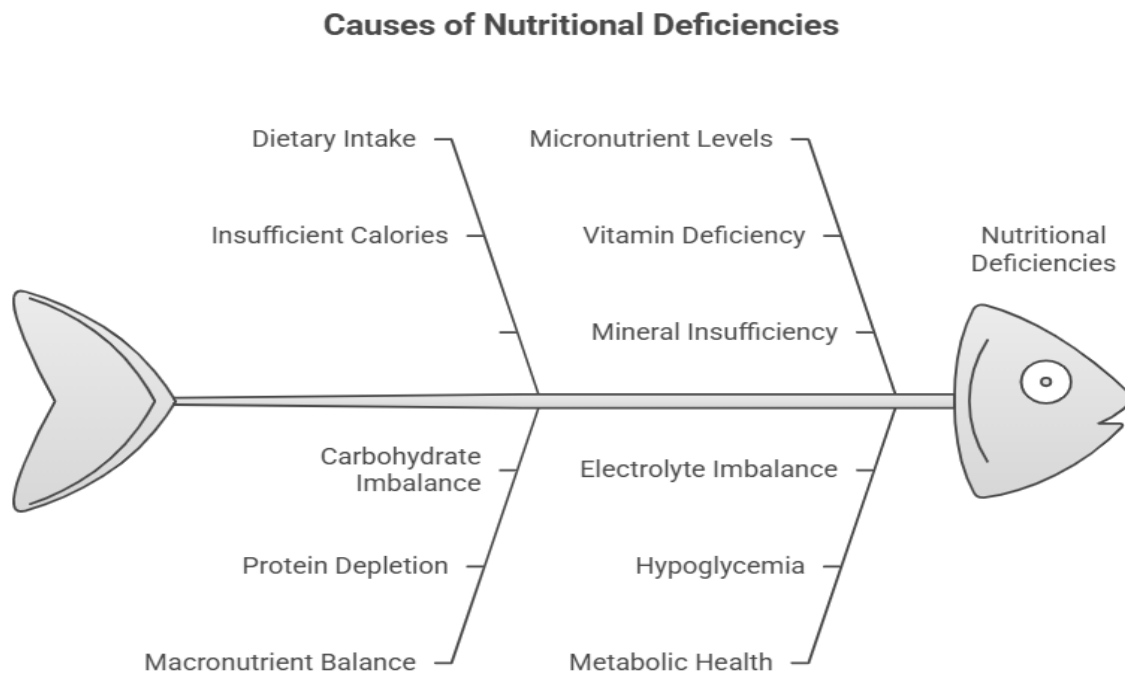 Causes of Nutritional Deficiencies
Dietary Intake
Micronutrient Levels
Insufficient Calories
Vitamin Deficiency
Nutritional
Deficiencies
Mineral Insufficiency
Carbohydrate
Imbalance
Electrolyte Imbalance
Protein Depletion
Hypoglycemia
Macronutrient Balance
Metabolic Health